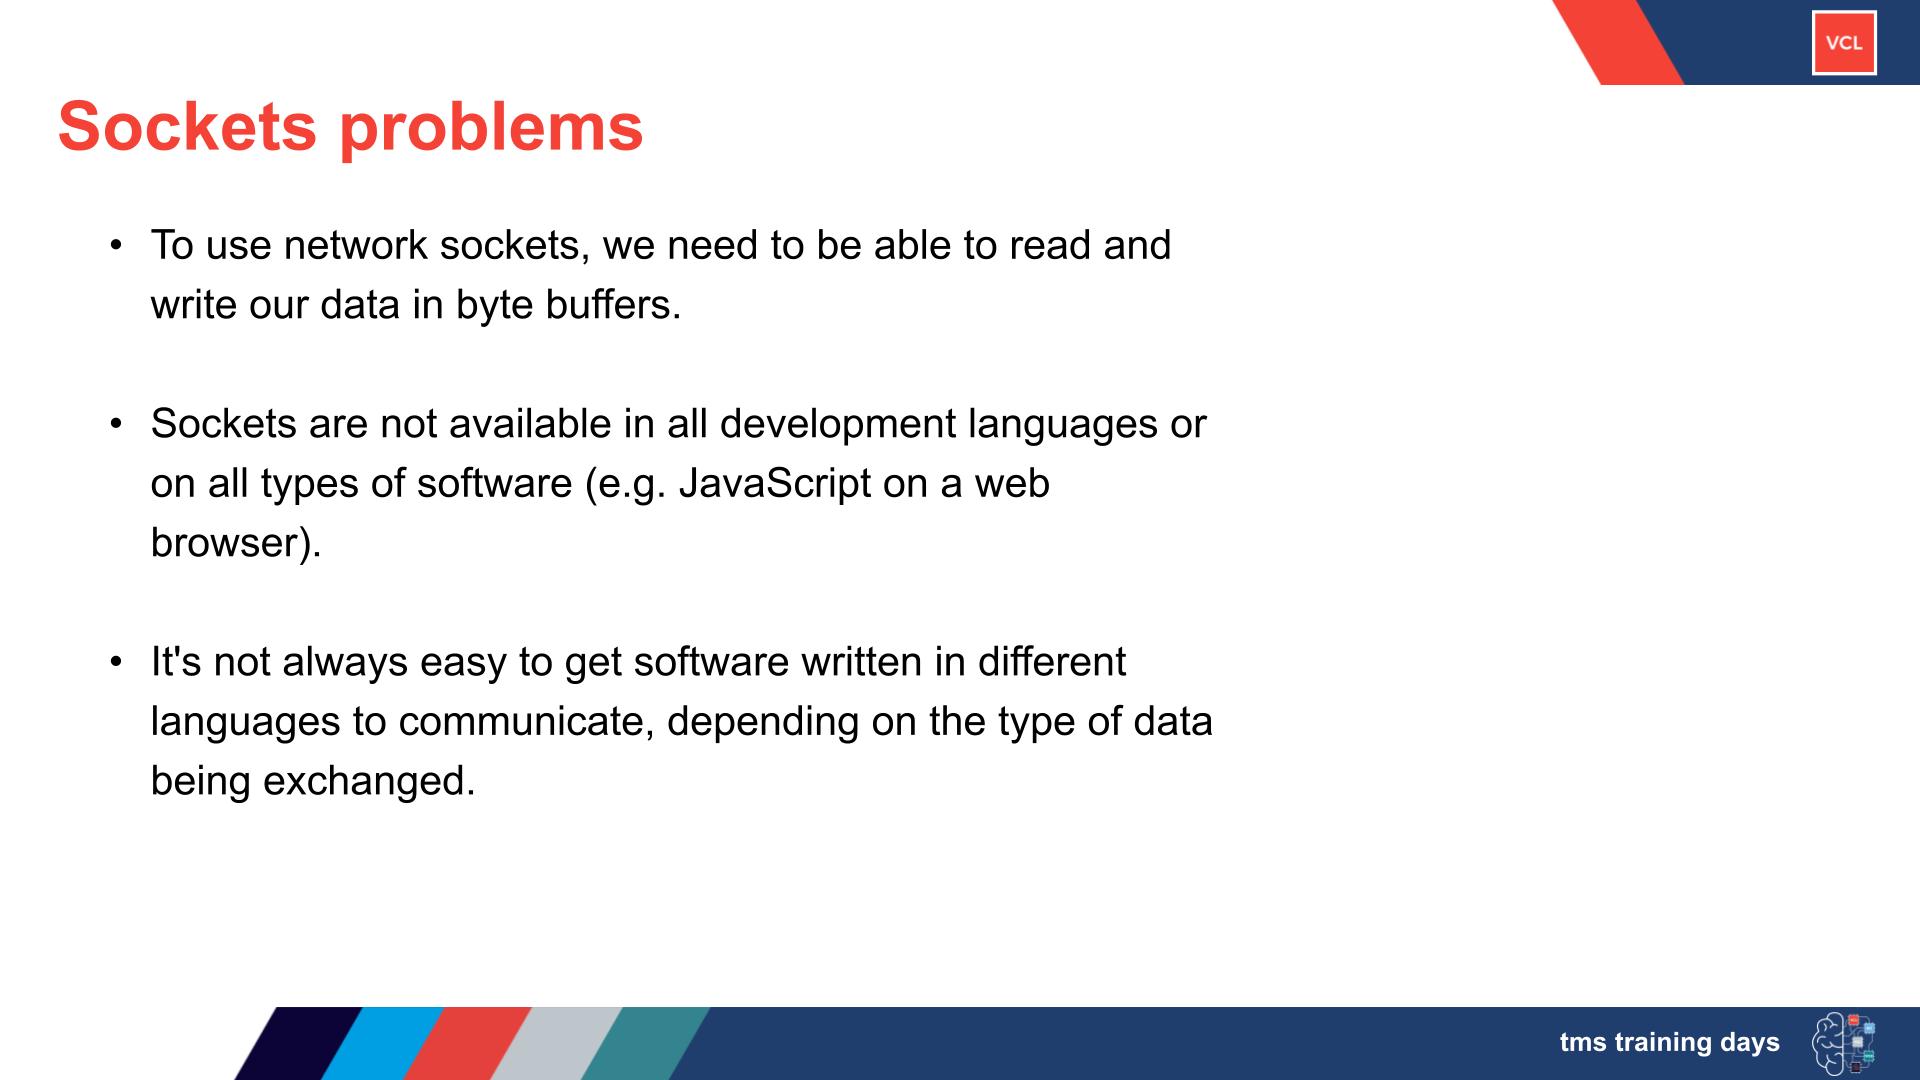 VCL
Sockets problems
• To use network sockets, we need to be able to read and
write our data in byte buffers.
• Sockets are not available in all development languages or
on all types of software (e.g. JavaScript on a web
browser).
• It's not always easy to get software written in different
languages to communicate, depending on the type of data
being exchanged.
tms training days